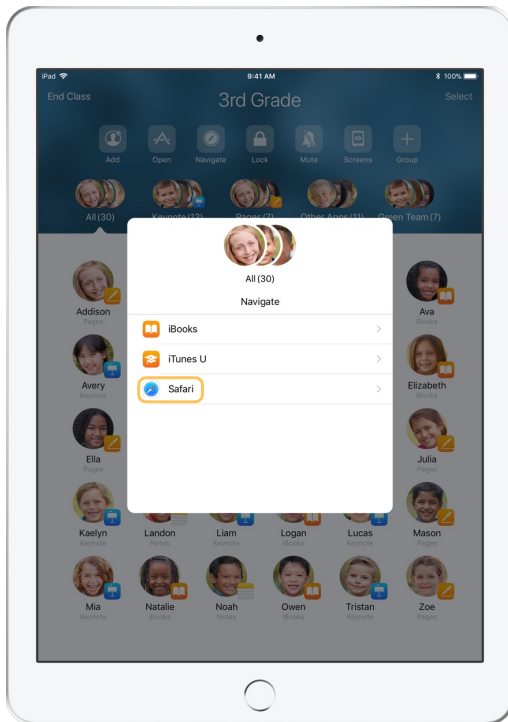 iPad 9:41 AM 100%
End Class 3rd Grade Select
Add Open Navigate Lock Mute Screens Group
All (30) Keynote (12) Pages (7) Other Apps (11) Green Team (7)
All (30)
Navigate
iBooks
iTunes U
Safari
Addison Ava
Pages iBooks
Avery Elizabeth
Keynote iBooks
Ella Julia
Pages Pages
Kaelyn Landon Liam Logan Lucas Mason
Keynote Notes Keynote iBooks Keynote Pages
Mia Natalie Noah Owen Tristan Zoe
Keynote iBooks Notes iBooks Keynote Pages